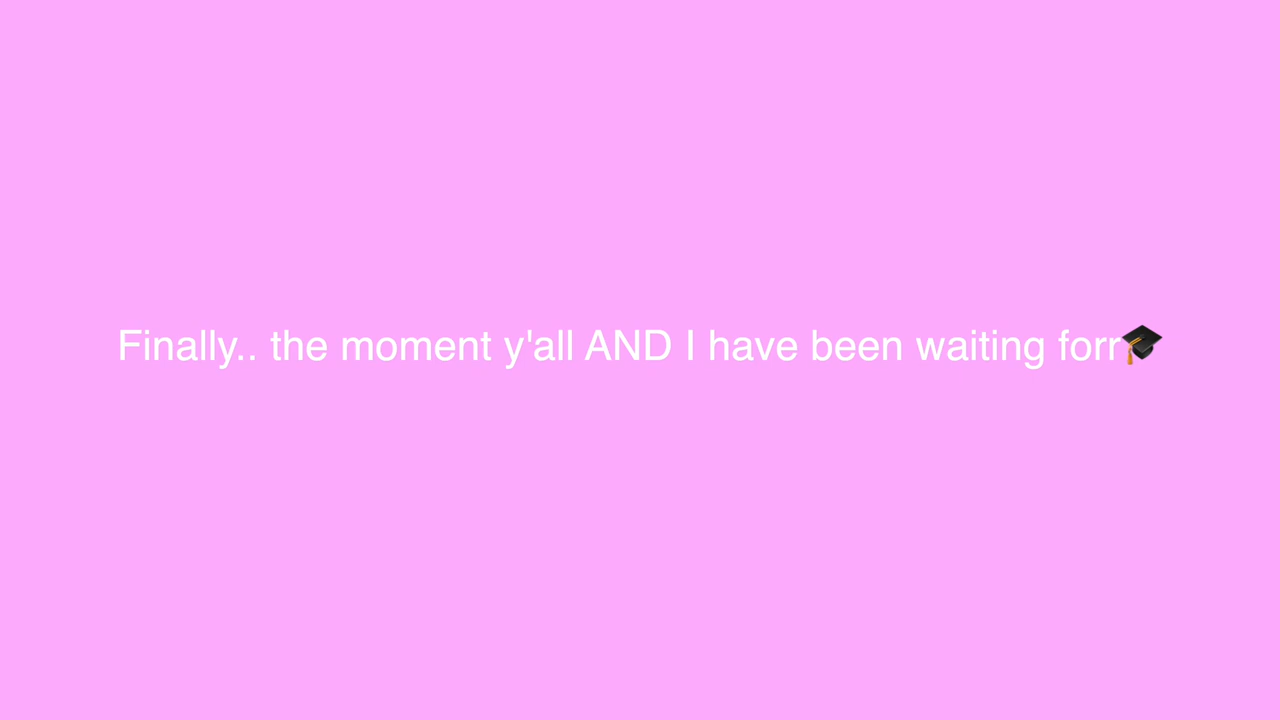 Finally.. the moment y'all AND I have been waiting forr🎓